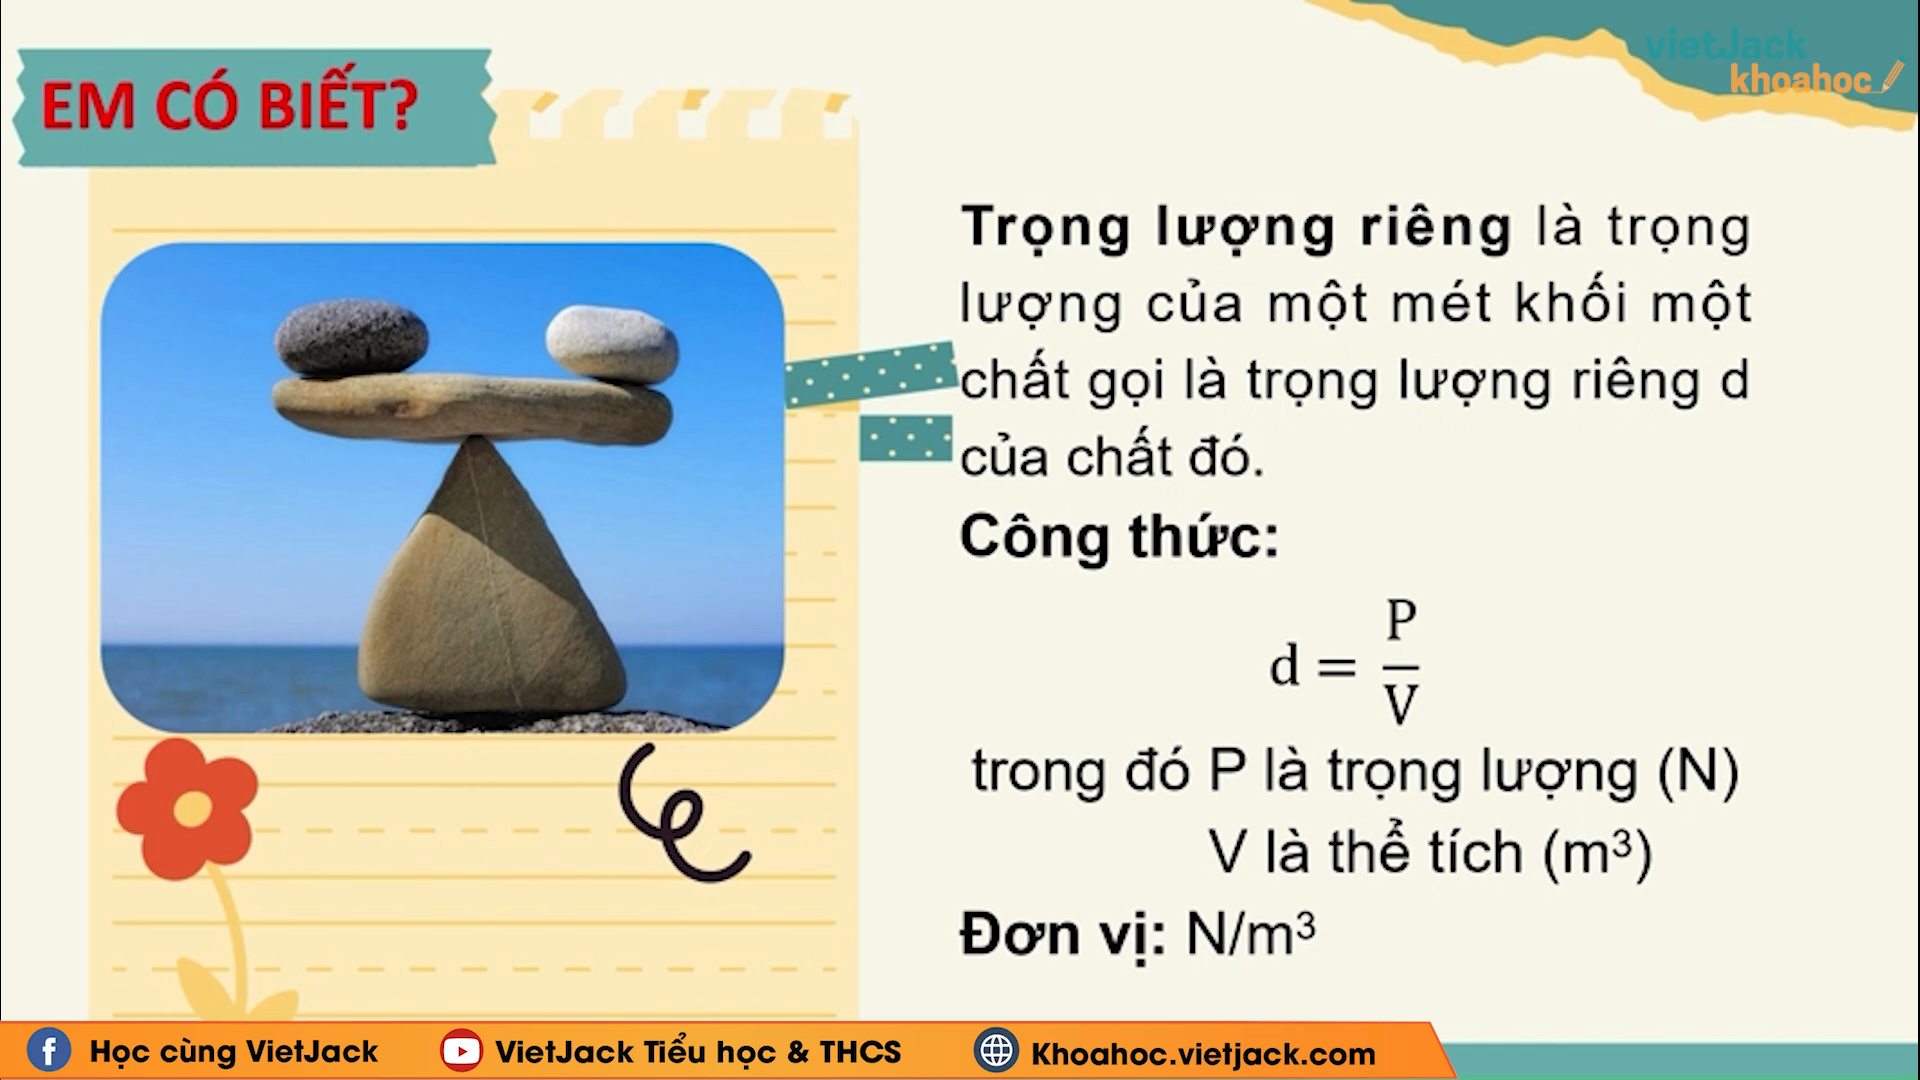 EM CÓ BIẾT?
vietJack
khoahoc
Trọng lượng riêng là trọng
lượng của một mét khối một
chất gọi là trọng lượng riêng d
của chất đó.
Công thức:
d = P/V
trong đó P là trọng lượng (N)
V là thể tích (m³)
Đơn vị: N/m³
Học cùng VietJack
VietJack Tiểu học & THCS
Khoahoc.vietjack.com